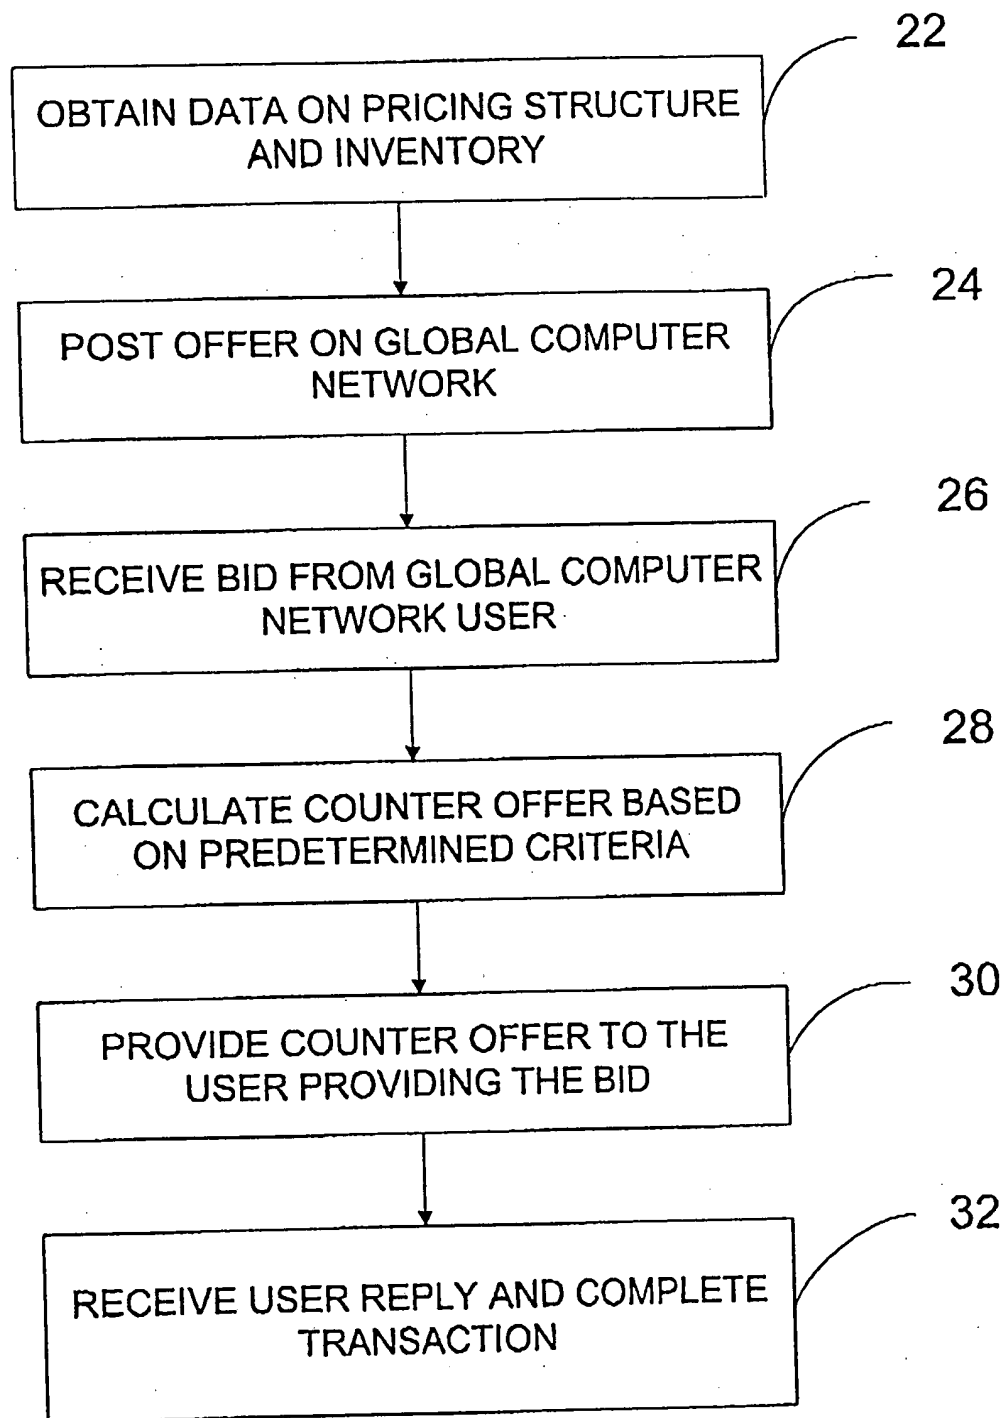 22
OBTAIN DATA ON PRICING STRUCTURE
AND INVENTORY
24
POST OFFER ON GLOBAL COMPUTER
NETWORK
26
RECEIVE BID FROM GLOBAL COMPUTER
NETWORK USER
28
CALCULATE COUNTER OFFER BASED
ON PREDETERMINED CRITERIA
30
PROVIDE COUNTER OFFER TO THE
USER PROVIDING THE BID
32
RECEIVE USER REPLY AND COMPLETE
TRANSACTION